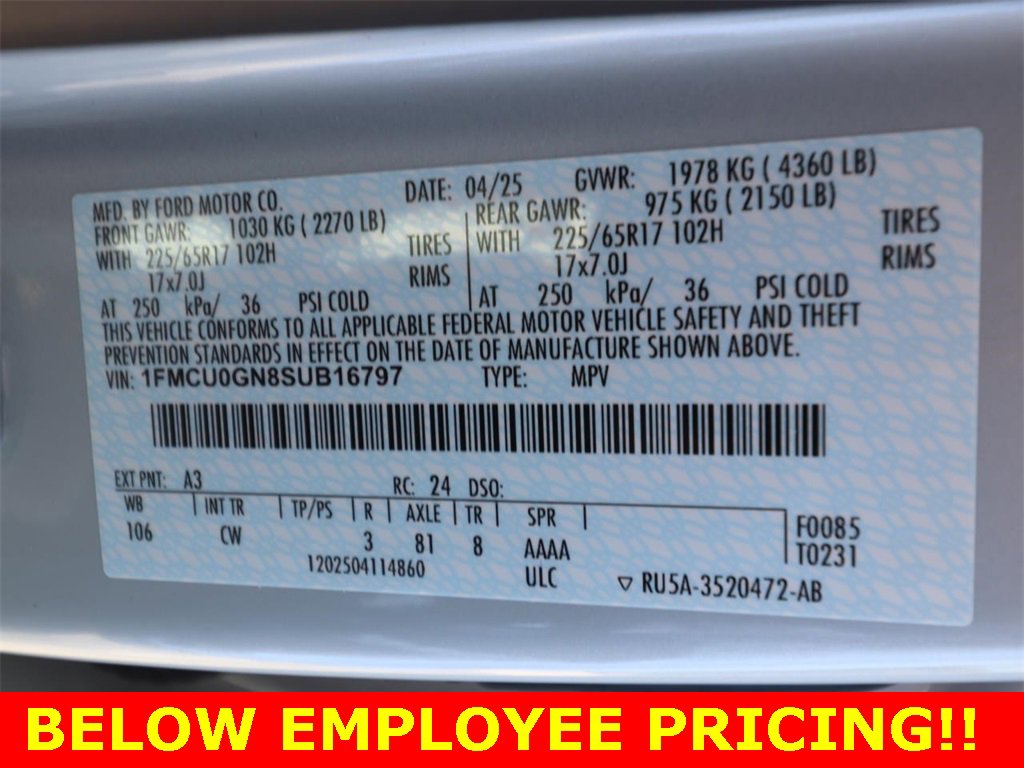 MFD. BY FORD MOTOR CO. DATE: 04/25 GVWR: 1978 KG ( 4360 LB)
FRONT GAWR: 1030 KG ( 2270 LB) REAR GAWR: 975 KG ( 2150 LB)
WITH 225/65R17 102H TIRES WITH 225/65R17 102H TIRES
17x7.0J RIMS 17x7.0J RIMS
AT 250 kPa/ 36 PSI COLD AT 250 kPa/ 36 PSI COLD
THIS VEHICLE CONFORMS TO ALL APPLICABLE FEDERAL MOTOR VEHICLE SAFETY AND THEFT
PREVENTION STANDARDS IN EFFECT ON THE DATE OF MANUFACTURE SHOWN ABOVE.
VIN: 1FMCU0GN8SUB16797 TYPE: MPV
EXT PNT: A3 RC: 24 DSO:
WB INT TR TP/PS R AXLE TR SPR F0085
106 CW 3 81 8 AAAA T0231
1202504114860 ULC ▽ RU5A-3520472-AB
BELOW EMPLOYEE PRICING!!